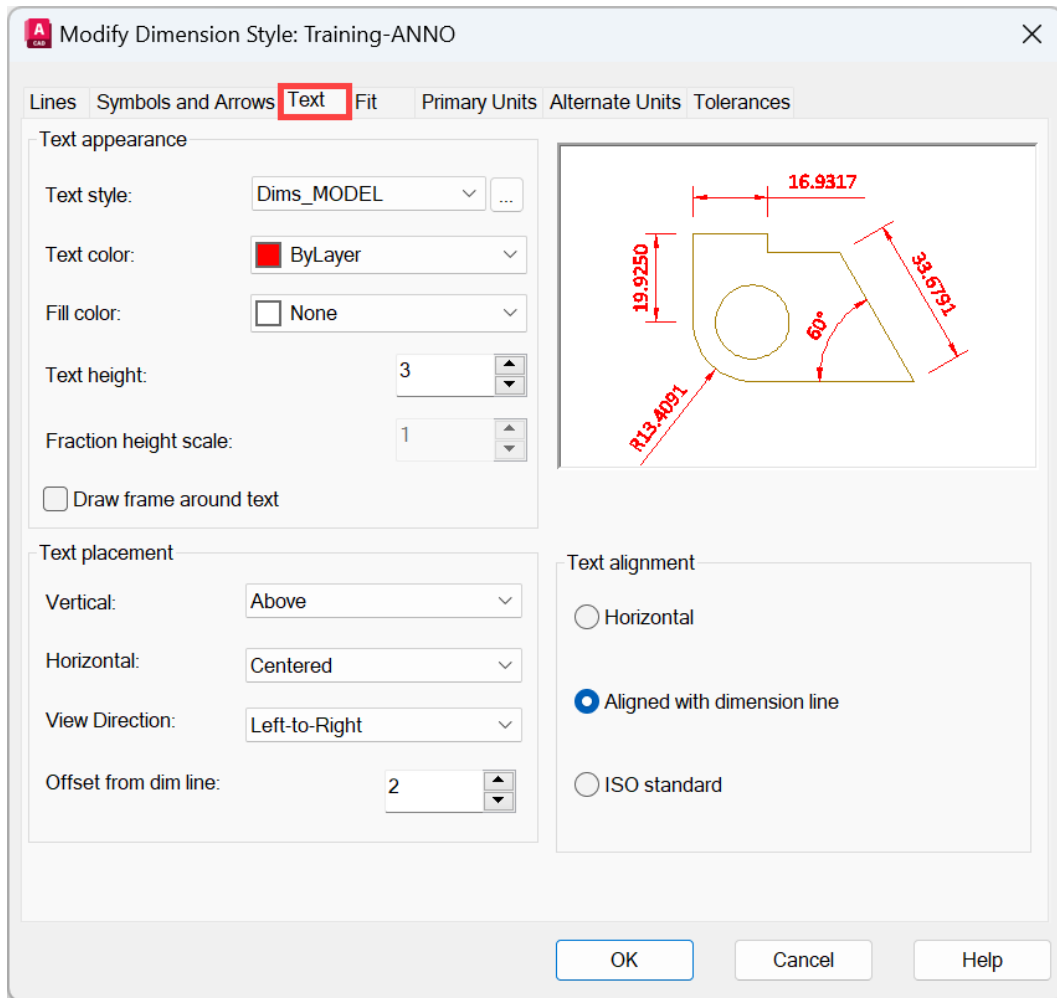 A
CAD
Modify Dimension Style: Training-ANNO
Lines Symbols and Arrows Text Fit Primary Units Alternate Units Tolerances
Text appearance
Text style: Dims_MODEL ...
Text color: ByLayer
Fill color: None
Text height: 3
Fraction height scale: 1
Draw frame around text
16.9317
19.9250
33.6791
60°
R13.4091
Text placement
Vertical: Above
Horizontal: Centered
View Direction: Left-to-Right
Offset from dim line: 2
Text alignment
Horizontal
Aligned with dimension line
ISO standard
OK Cancel Help